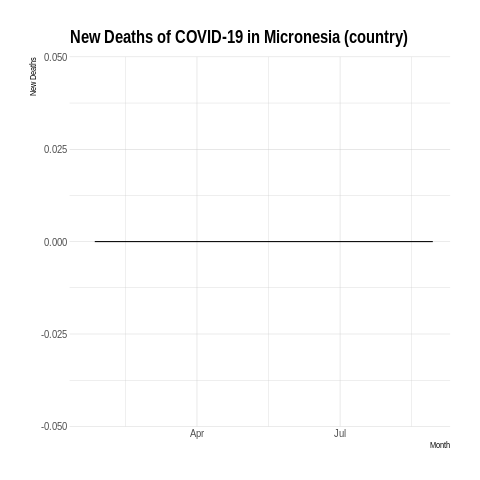 New Deaths of COVID-19 in Micronesia (country)
New Deaths
0.050
0.025
0.000
-0.025
-0.050
Apr
Jul
Month